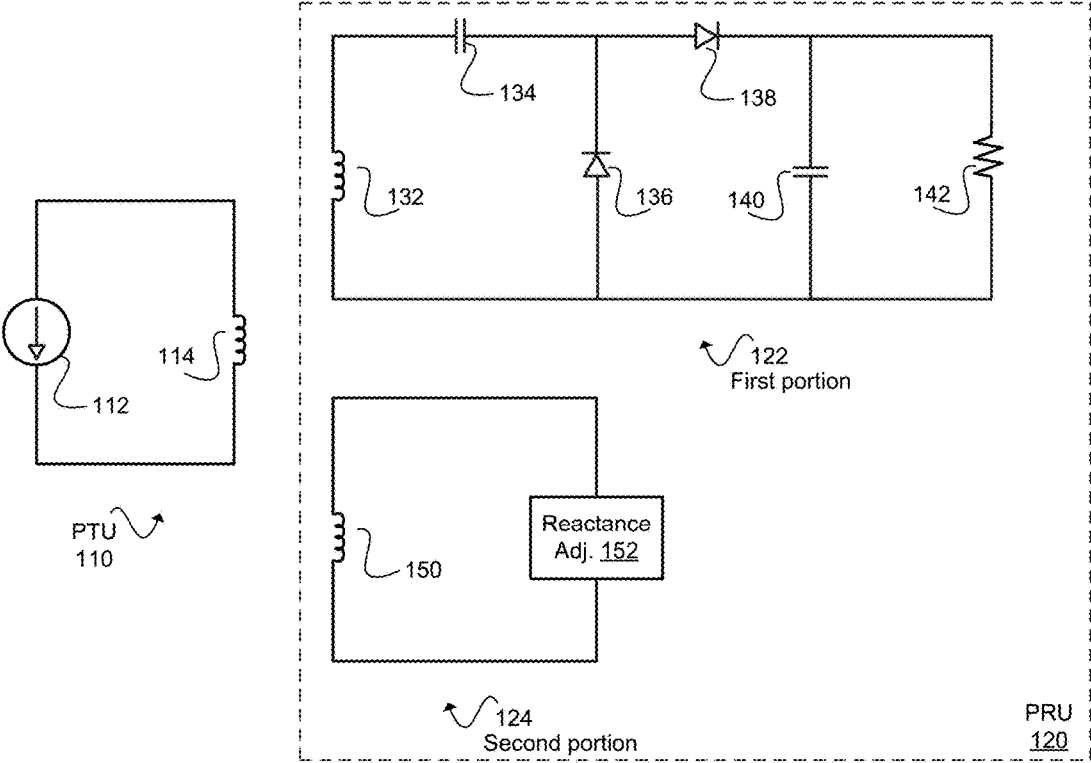 134
138
132
136
140
142
114
112
122
First portion
PTU
110
Reactance
Adj. 152
150
124
Second portion
PRU
120